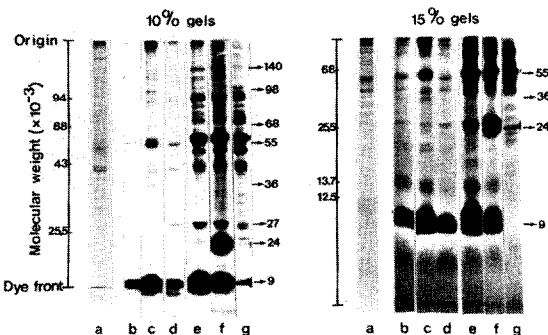 10% gels
15% gels
Origin
Molecular weight (×10⁻³)
94
68
43
25,5
Dye front
140
98
68
55
36
27
24
9
a b c d e f g
68
25,5
13.7
12.5
55
36
24
9
a b c d e f g